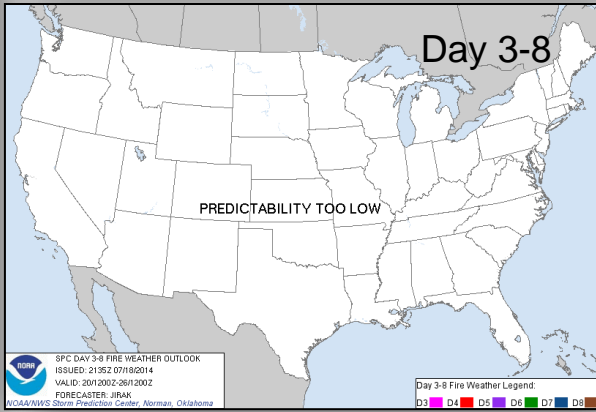 Day 3-8
PREDICTABILITY TOO LOW
NOAA
SPC DAY 3-8 FIRE WEATHER OUTLOOK
ISSUED: 2135Z 07/18/2014
VALID: 20/1200Z-26/1200Z
FORECASTER: JIRAK
NOAA/NWS Storm Prediction Center, Norman, Oklahoma
Day 3-8 Fire Weather Legend:
D3 D4 D5 D6 D7 D8